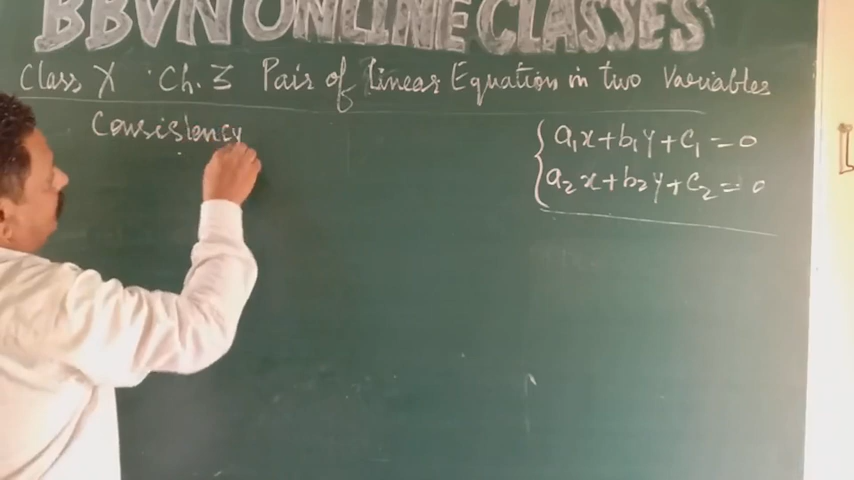 BBVN ONLINE CLASSES
Class X Ch. 3 Pair of linear Equation in two Variables
Consistency
a₁x+b₁y+c₁=0
a₂x+b₂y+c₂=0